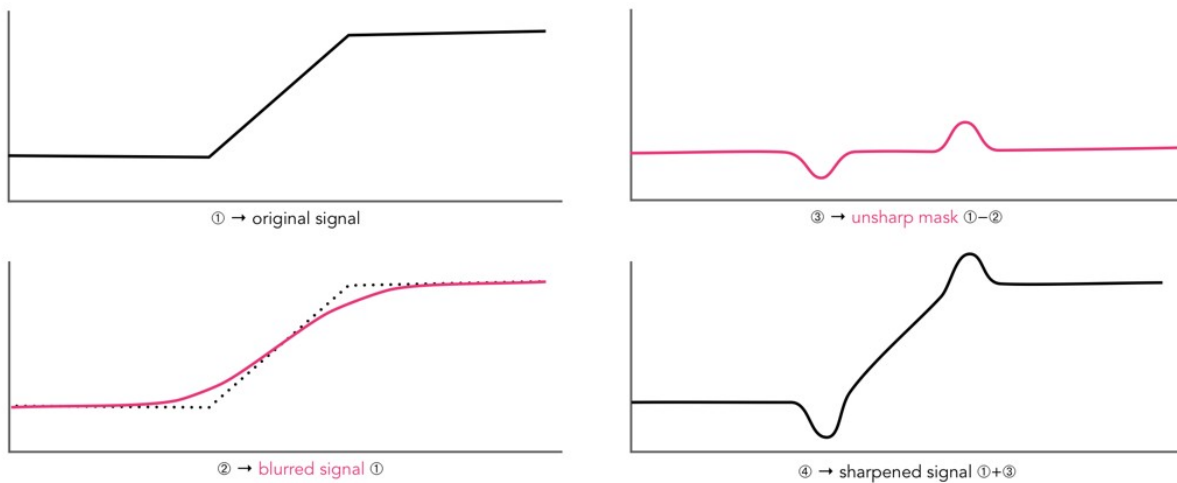 ① → original signal
③ → unsharp mask ①−②
② → blurred signal ①
④ → sharpened signal ①+③